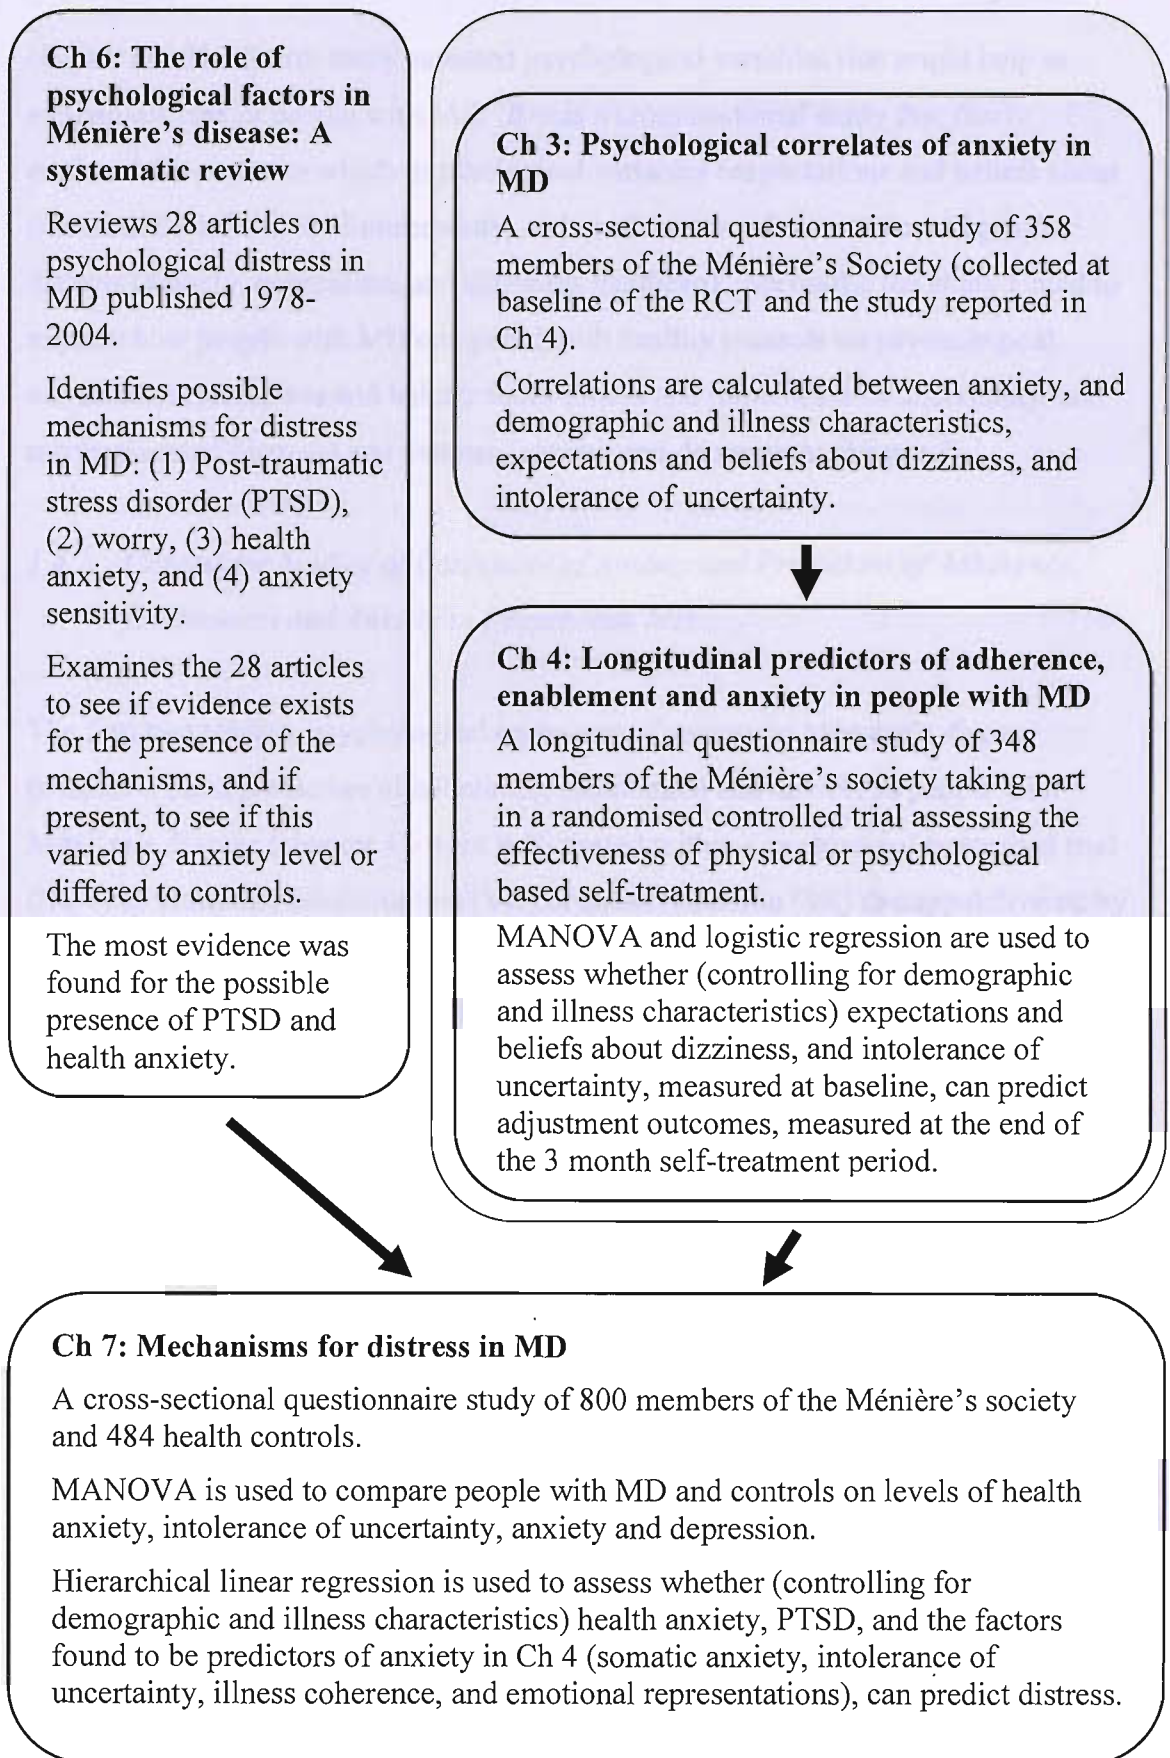 Ch 6: The role of
psychological factors in
Ménière's disease: A
systematic review
Reviews 28 articles on
psychological distress in
MD published 1978-
2004.
Identifies possible
mechanisms for distress
in MD: (1) Post-traumatic
stress disorder (PTSD),
(2) worry, (3) health
anxiety, and (4) anxiety
sensitivity.
Examines the 28 articles
to see if evidence exists
for the presence of the
mechanisms, and if
present, to see if this
varied by anxiety level or
differed to controls.
The most evidence was
found for the possible
presence of PTSD and
health anxiety.
Ch 3: Psychological correlates of anxiety in
MD
A cross-sectional questionnaire study of 358
members of the Ménière's Society (collected at
baseline of the RCT and the study reported in
Ch 4).
Correlations are calculated between anxiety, and
demographic and illness characteristics,
expectations and beliefs about dizziness, and
intolerance of uncertainty.
Ch 4: Longitudinal predictors of adherence,
enablement and anxiety in people with MD
A longitudinal questionnaire study of 348
members of the Ménière's society taking part
in a randomised controlled trial assessing the
effectiveness of physical or psychological
based self-treatment.
MANOVA and logistic regression are used to
assess whether (controlling for demographic
and illness characteristics) expectations and
beliefs about dizziness, and intolerance of
uncertainty, measured at baseline, can predict
adjustment outcomes, measured at the end of
the 3 month self-treatment period.
Ch 7: Mechanisms for distress in MD
A cross-sectional questionnaire study of 800 members of the Ménière's society
and 484 health controls.
MANOVA is used to compare people with MD and controls on levels of health
anxiety, intolerance of uncertainty, anxiety and depression.
Hierarchical linear regression is used to assess whether (controlling for
demographic and illness characteristics) health anxiety, PTSD, and the factors
found to be predictors of anxiety in Ch 4 (somatic anxiety, intolerance of
uncertainty, illness coherence, and emotional representations), can predict distress.